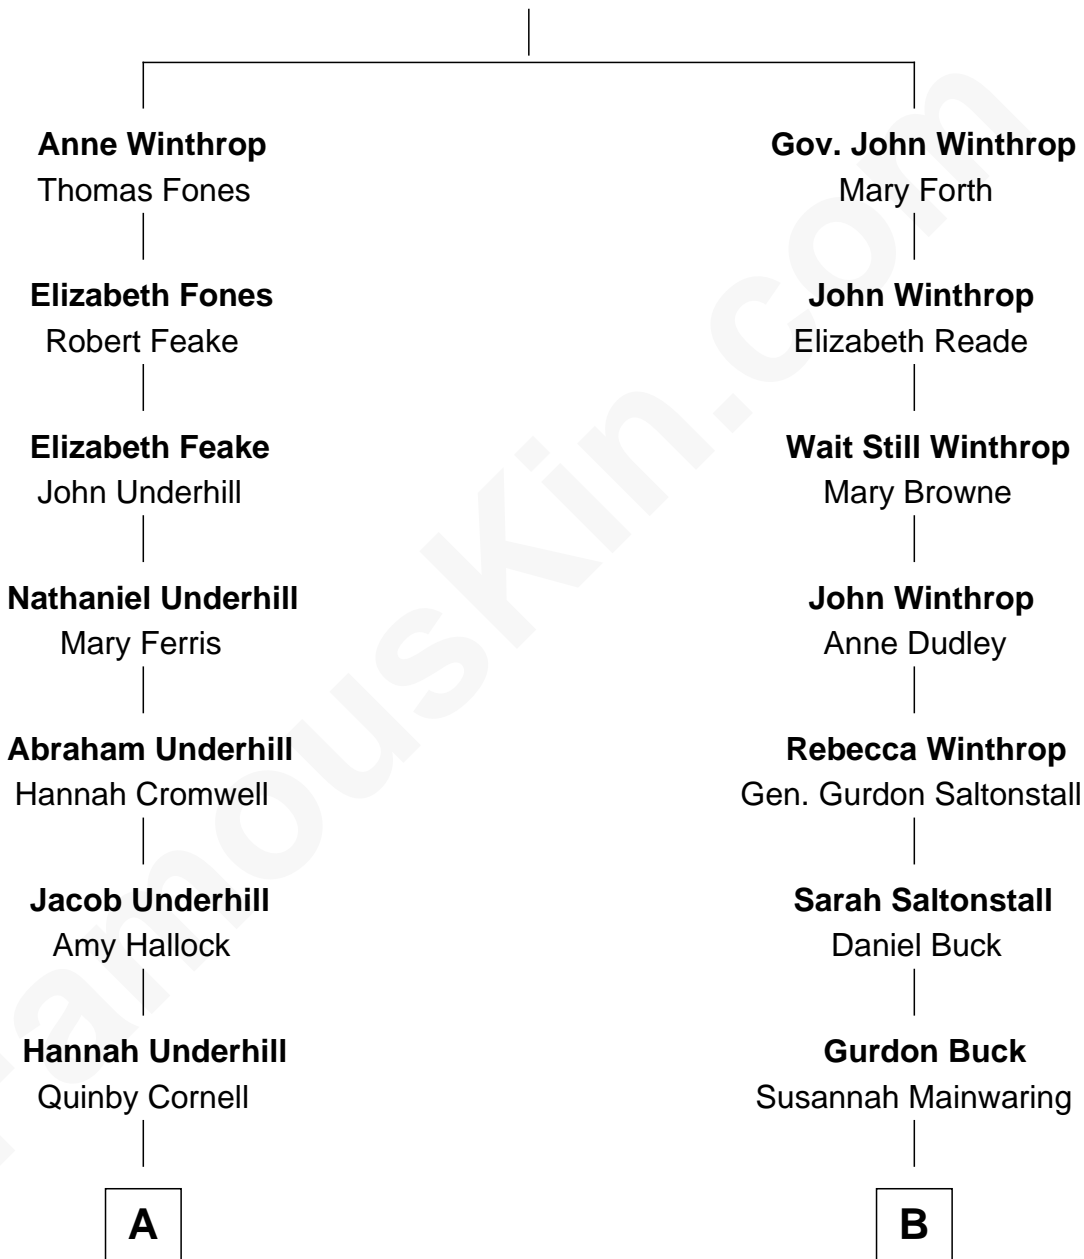 Anne Winthrop
Thomas Fones
Elizabeth Fones
Robert Feake
Elizabeth Feake
John Underhill
Nathaniel Underhill
Mary Ferris
Abraham Underhill
Hannah Cromwell
Jacob Underhill
Amy Hallock
Hannah Underhill
Quinby Cornell
A
Gov. John Winthrop
Mary Forth
John Winthrop
Elizabeth Reade
Wait Still Winthrop
Mary Browne
John Winthrop
Anne Dudley
Rebecca Winthrop
Gen. Gurdon Saltonstall
Sarah Saltonstall
Daniel Buck
Gurdon Buck
Susannah Mainwaring
B
FamousKin.com